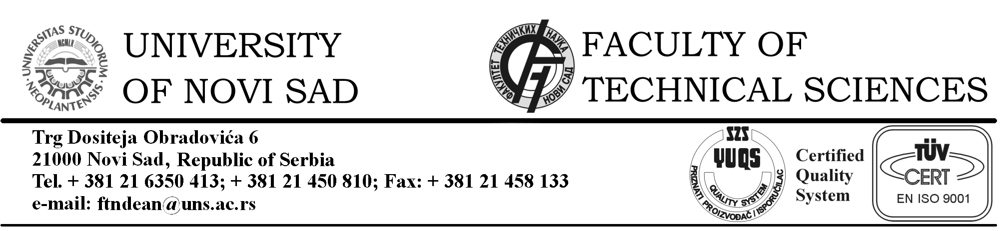 UNIVERSITAS STUDIORUM
MCMLX
· NEOPLANTENSIS ·
UNIVERSITY
OF NOVI SAD
ФАКУЛТЕТ ТЕХНИЧКИХ НАУКА
НОВИ САД
FACULTY OF
TECHNICAL SCIENCES
Trg Dositeja Obradovića 6
21000 Novi Sad, Republic of Serbia
Tel. + 381 21 6350 413; + 381 21 450 810; Fax: + 381 21 458 133
e-mail: ftndean@uns.ac.rs
SZS
YUQS
QUALITY SYSTEM
PRIZNATI PROIZVOĐAČ / ISPORUČILAC
Certified
Quality
System
TÜV
CERT
EN ISO 9001